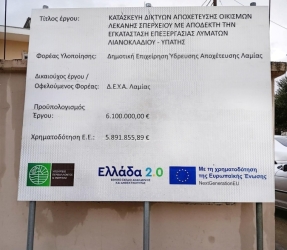 Τίτλος έργου: ΚΑΤΑΣΚΕΥΗ ΔΙΚΤΥΩΝ ΑΠΟΧΕΤΕΥΣΗΣ ΟΙΚΙΣΜΩΝ
ΛΕΚΑΝΗΣ ΣΠΕΡΧΕΙΟΥ ΜΕ ΑΠΟΔΕΚΤΗ ΤΗΝ
ΕΓΚΑΤΑΣΤΑΣΗ ΕΠΕΞΕΡΓΑΣΙΑΣ ΛΥΜΑΤΩΝ
ΛΙΑΝΟΚΛΑΔΙΟΥ - ΥΠΑΤΗΣ
Φορέας Υλοποίησης: Δημοτική Επιχείρηση Ύδρευσης Αποχέτευσης Λαμίας
Δικαιούχος έργου /
Ωφελούμενος Φορέας: Δ.Ε.Υ.Α. Λαμίας
Προϋπολογισμός
Έργου: 6.100.000,00 €
Χρηματοδότηση Ε.Ε.: 5.891.855,89 €
Ελλάδα 2.0
Με τη χρηματοδότηση
της Ευρωπαϊκής Ένωσης
NextGenerationEU